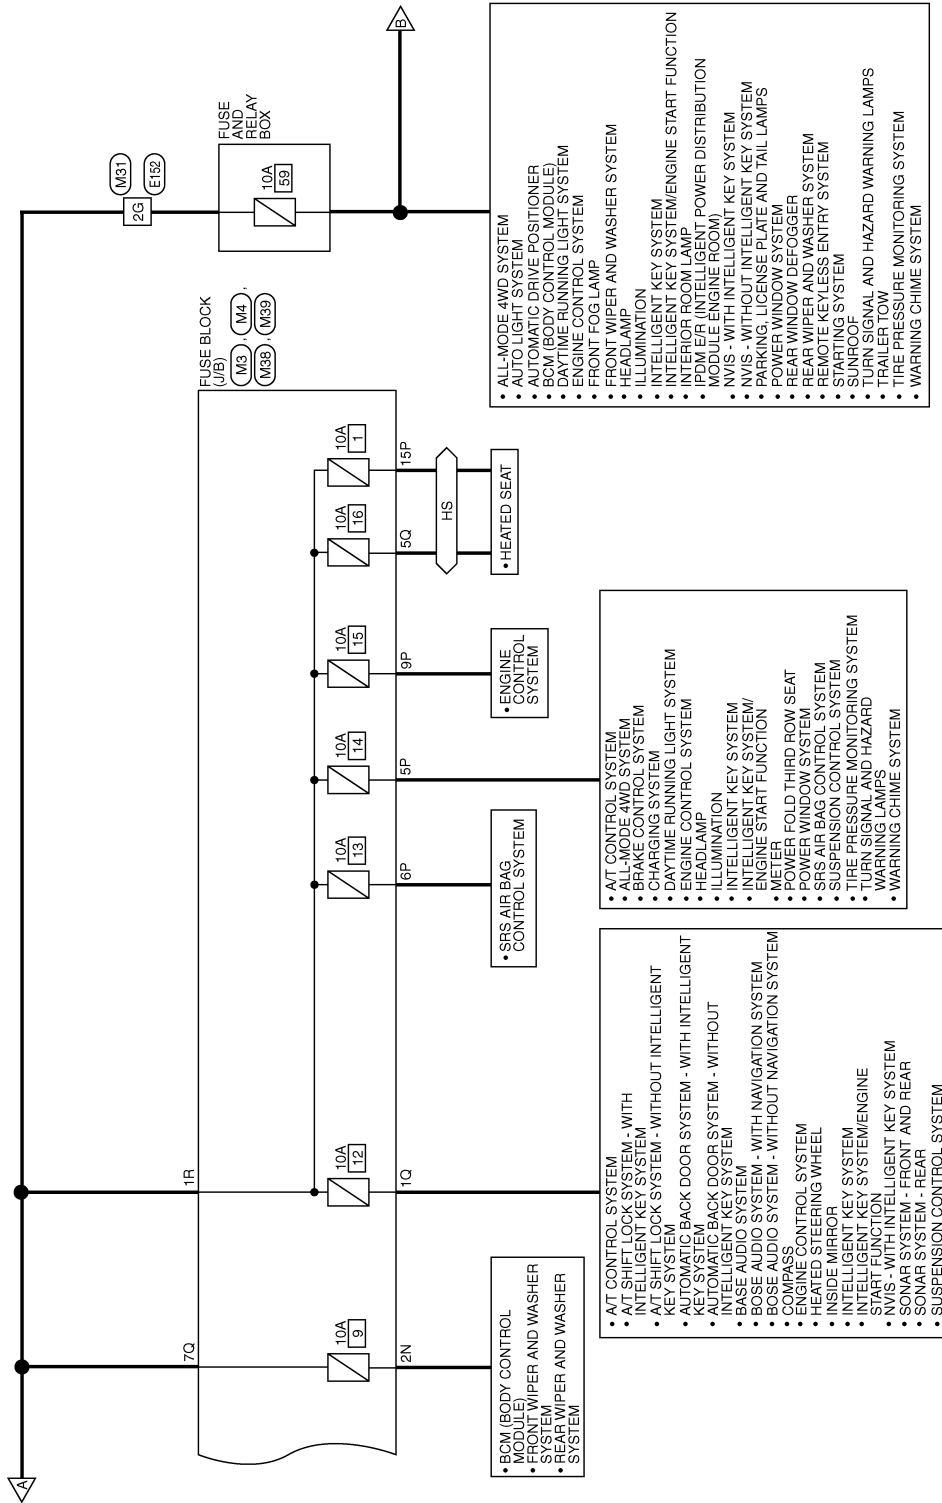 A
7Q
1R
2G
M31
E152
FUSE
AND
RELAY
BOX
10A
59
B
FUSE BLOCK
(J/B)
M3 , M4 ,
M38 , M39
10A
9
10A
12
10A
13
10A
14
10A
15
10A
16
10A
1
2N
1Q
6P
5P
9P
5Q
15P
HS
• BCM (BODY CONTROL
MODULE)
• FRONT WIPER AND WASHER
SYSTEM
• REAR WIPER AND WASHER
SYSTEM
• SRS AIR BAG
CONTROL SYSTEM
• ENGINE
CONTROL
SYSTEM
• HEATED SEAT
• A/T CONTROL SYSTEM
• A/T SHIFT LOCK SYSTEM - WITH
INTELLIGENT KEY SYSTEM
• A/T SHIFT LOCK SYSTEM - WITHOUT INTELLIGENT
KEY SYSTEM
• AUTOMATIC BACK DOOR SYSTEM - WITH INTELLIGENT
KEY SYSTEM
• AUTOMATIC BACK DOOR SYSTEM - WITHOUT
INTELLIGENT KEY SYSTEM
• BASE AUDIO SYSTEM
• BOSE AUDIO SYSTEM - WITH NAVIGATION SYSTEM
• BOSE AUDIO SYSTEM - WITHOUT NAVIGATION SYSTEM
• COMPASS
• ENGINE CONTROL SYSTEM
• HEATED STEERING WHEEL
• INSIDE MIRROR
• INTELLIGENT KEY SYSTEM
• INTELLIGENT KEY SYSTEM/ENGINE
START FUNCTION
• NVIS - WITH INTELLIGENT KEY SYSTEM
• SONAR SYSTEM - FRONT AND REAR
• SONAR SYSTEM - REAR
• SUSPENSION CONTROL SYSTEM
• A/T CONTROL SYSTEM
• ALL-MODE 4WD SYSTEM
• BRAKE CONTROL SYSTEM
• CHARGING SYSTEM
• DAYTIME RUNNING LIGHT SYSTEM
• ENGINE CONTROL SYSTEM
• HEADLAMP
• ILLUMINATION
• INTELLIGENT KEY SYSTEM
• INTELLIGENT KEY SYSTEM/
ENGINE START FUNCTION
• METER
• POWER FOLD THIRD ROW SEAT
• POWER WINDOW SYSTEM
• SRS AIR BAG CONTROL SYSTEM
• SUSPENSION CONTROL SYSTEM
• TIRE PRESSURE MONITORING SYSTEM
• TURN SIGNAL AND HAZARD
WARNING LAMPS
• WARNING CHIME SYSTEM
• ALL-MODE 4WD SYSTEM
• AUTO LIGHT SYSTEM
• AUTOMATIC DRIVE POSITIONER
• BCM (BODY CONTROL MODULE)
• DAYTIME RUNNING LIGHT SYSTEM
• ENGINE CONTROL SYSTEM
• FRONT FOG LAMP
• FRONT WIPER AND WASHER SYSTEM
• HEADLAMP
• ILLUMINATION
• INTELLIGENT KEY SYSTEM
• INTELLIGENT KEY SYSTEM/ENGINE START FUNCTION
• INTERIOR ROOM LAMP
• IPDM E/R (INTELLIGENT POWER DISTRIBUTION
MODULE ENGINE ROOM)
• NVIS - WITH INTELLIGENT KEY SYSTEM
• NVIS - WITHOUT INTELLIGENT KEY SYSTEM
• PARKING, LICENSE PLATE AND TAIL LAMPS
• POWER WINDOW SYSTEM
• REAR WINDOW DEFOGGER
• REAR WIPER AND WASHER SYSTEM
• REMOTE KEYLESS ENTRY SYSTEM
• STARTING SYSTEM
• SUNROOF
• TURN SIGNAL AND HAZARD WARNING LAMPS
• TRAILER TOW
• TIRE PRESSURE MONITORING SYSTEM
• WARNING CHIME SYSTEM